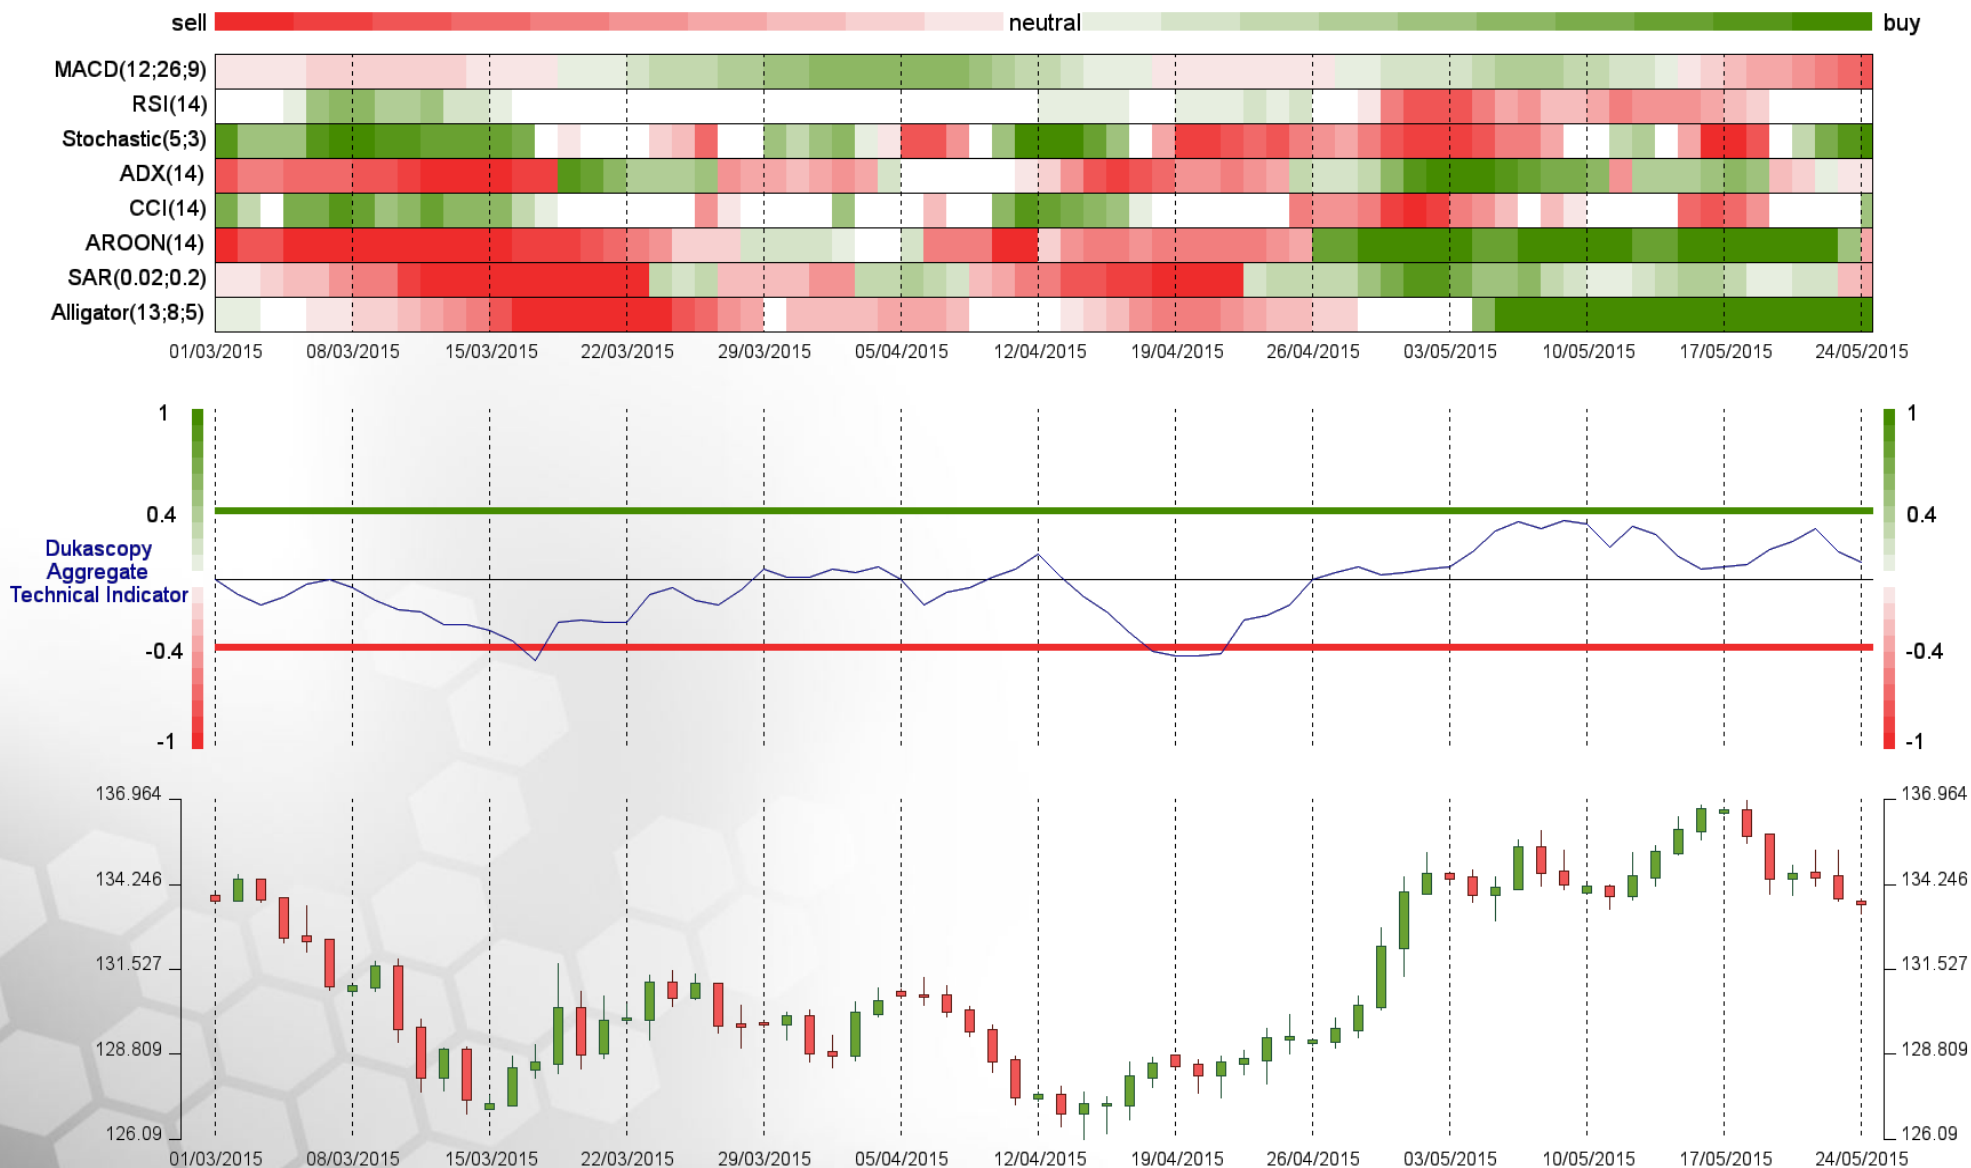 sell neutral buy
MACD(12;26;9)
RSI(14)
Stochastic(5;3)
ADX(14)
CCI(14)
AROON(14)
SAR(0.02;0.2)
Alligator(13;8;5)
01/03/2015 08/03/2015 15/03/2015 22/03/2015 29/03/2015 05/04/2015 12/04/2015 19/04/2015 26/04/2015 03/05/2015 10/05/2015 17/05/2015 24/05/2015
1 1
0.4 0.4
Dukascopy
Aggregate
Technical Indicator
-0.4 -0.4
-1 -1
136.964 136.964
134.246 134.246
131.527 131.527
128.809 128.809
126.09 126.09
01/03/2015 08/03/2015 15/03/2015 22/03/2015 29/03/2015 05/04/2015 12/04/2015 19/04/2015 26/04/2015 03/05/2015 10/05/2015 17/05/2015 24/05/2015